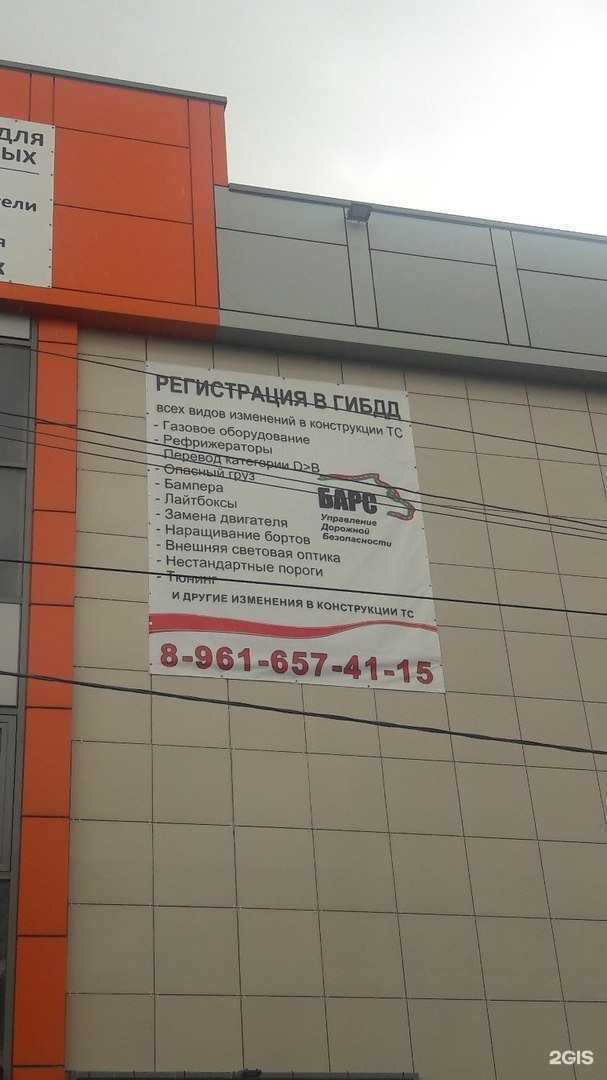 ДЛЯ
РЕГИСТРАЦИЯ В ГИБДД
всех видов изменений в конструкции ТС
- Газовое оборудование
- Рефрижераторы
- Перевод категории D>B
- Опасный груз
- Бампера
- Лайтбоксы
- Замена двигателя
- Наращивание бортов
- Внешняя световая оптика
- Нестандартные пороги
- Тюнинг
И ДРУГИЕ ИЗМЕНЕНИЯ В КОНСТРУКЦИИ ТС
БАРС
Управление
Дорожной
Безопасности
8-961-657-41-15
2GIS